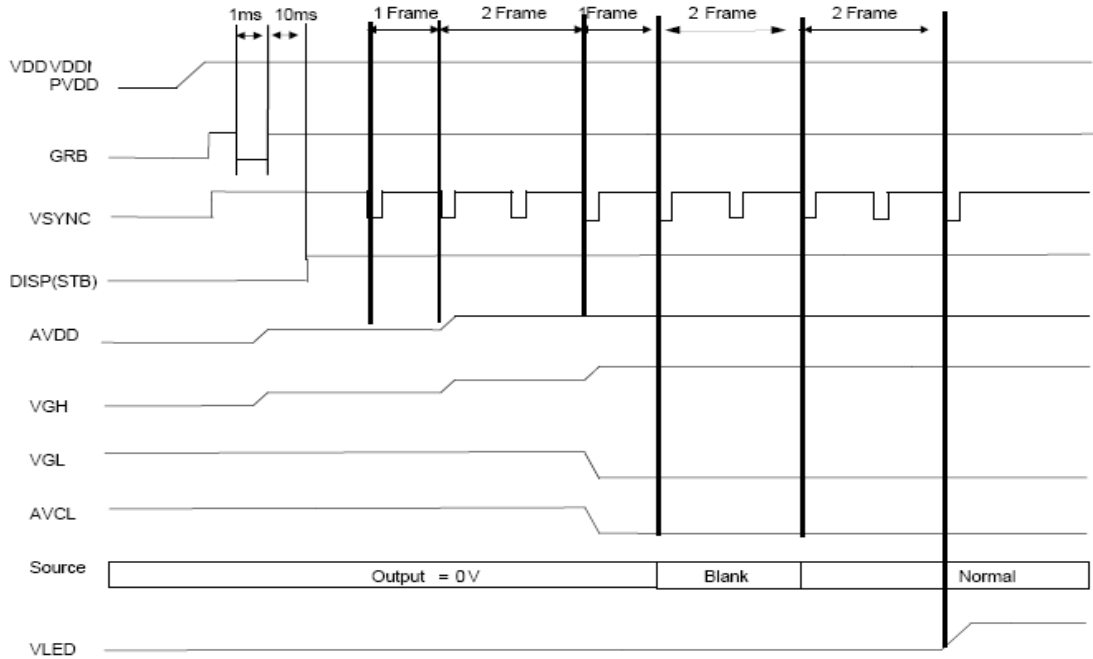 1ms 10ms 1 Frame 2 Frame 1Frame 2 Frame 2 Frame
VDD VDDI
PVDD
GRB
VSYNC
DISP(STB)
AVDD
VGH
VGL
AVCL
Source Output = 0V Blank Normal
VLED